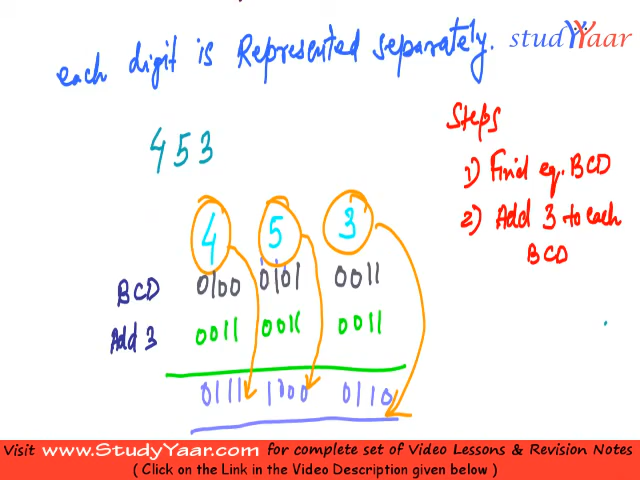 each digit is Represented separately.
studYYaar
453
Steps
1) Find eq. BCD
2) Add 3 to each
BCD
4 5 3
BCD 0100 0101 0011
Add 3 0011 0011 0011
0111 1000 0110
Visit www.StudyYaar.com for complete set of Video Lessons & Revision Notes
( Click on the Link in the Video Description given below )